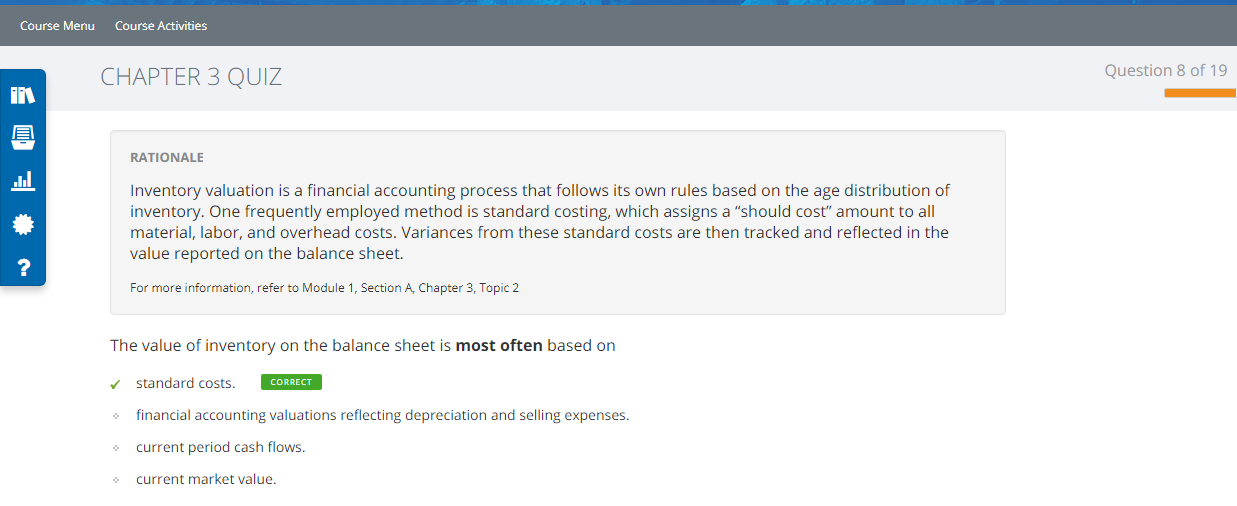 Course Menu Course Activities
CHAPTER 3 QUIZ
Question 8 of 19
RATIONALE
Inventory valuation is a financial accounting process that follows its own rules based on the age distribution of
inventory. One frequently employed method is standard costing, which assigns a “should cost” amount to all
material, labor, and overhead costs. Variances from these standard costs are then tracked and reflected in the
value reported on the balance sheet.
For more information, refer to Module 1, Section A, Chapter 3, Topic 2
The value of inventory on the balance sheet is most often based on
standard costs. CORRECT
financial accounting valuations reflecting depreciation and selling expenses.
current period cash flows.
current market value.
?